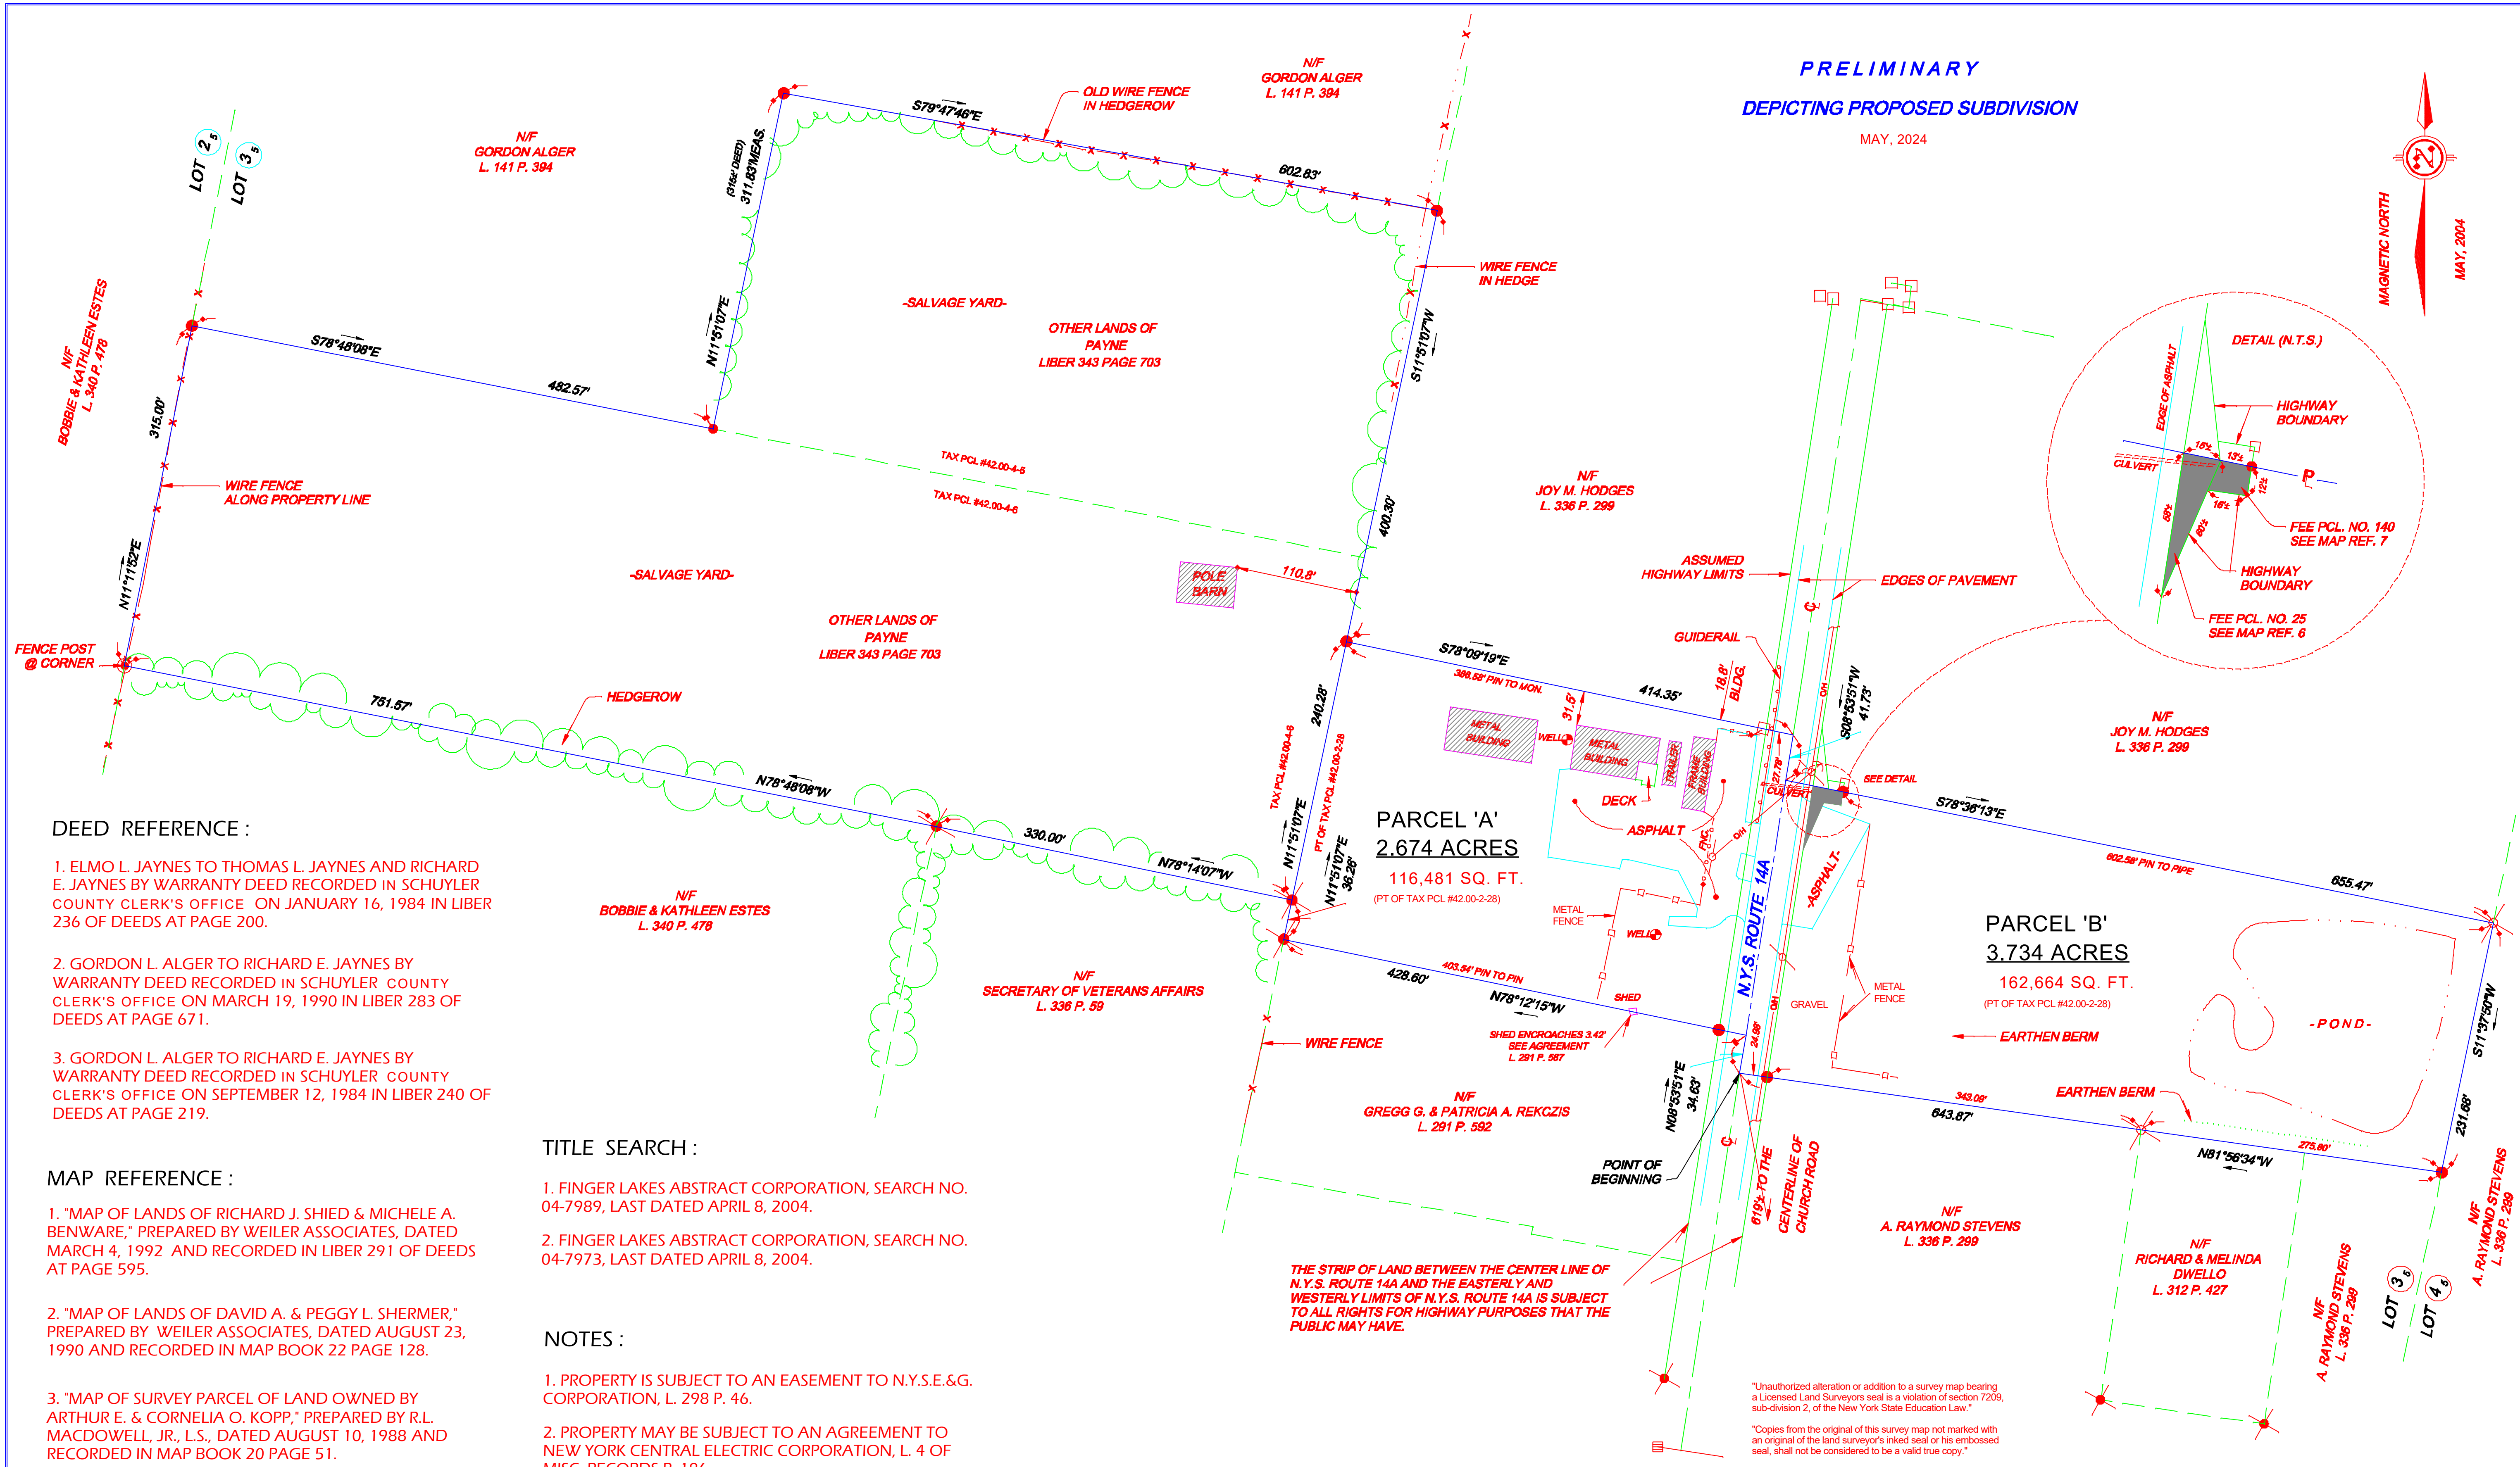 PRELIMINARY
DEPICTING PROPOSED SUBDIVISION
MAY, 2024
MAGNETIC NORTH
MAY, 2004
N
N/F
GORDON ALGER
L. 141 P. 394
OLD WIRE FENCE
IN HEDGEROW
S79°47'46"E
602.83'
LOT 2 5
LOT 3 5
N/F
GORDON ALGER
L. 141 P. 394
(315±' DEED)
311.83'MEAS.
N11°51'07"E
WIRE FENCE
IN HEDGE
S11°51'07"W
400.30'
-SALVAGE YARD-
OTHER LANDS OF
PAYNE
LIBER 343 PAGE 703
N/F
BOBBIE & KATHLEEN ESTES
L. 340 P. 478
S78°48'08"E
482.57'
315.00'
N11°11'52"E
WIRE FENCE
ALONG PROPERTY LINE
TAX PCL #42.00-4-5
TAX PCL #42.00-4-6
-SALVAGE YARD-
POLE
BARN
110.8'
OTHER LANDS OF
PAYNE
LIBER 343 PAGE 703
FENCE POST
@ CORNER
HEDGEROW
751.57'
N78°48'08"W
330.00'
N78°14'07"W
240.28'
N11°51'07"E
TAX PCL #42.00-4-6
PT OF TAX PCL #42.00-2-28
N11°51'07"E
36.26'
N/F
JOY M. HODGES
L. 336 P. 299
ASSUMED
HIGHWAY LIMITS
EDGES OF PAVEMENT
GUIDERAIL
S78°09'19"E
366.58' PIN TO MON.
414.35'
18.8'
BLDG.
31.5'
METAL
BUILDING
WELL
METAL
BUILDING
TRAILER
FRAME
BUILDING
DECK
ASPHALT
FNC.
O/H
27.78'
CULVERT
S08°53'51"W
41.73'
O/H
SEE DETAIL
DETAIL (N.T.S.)
EDGE OF ASPHALT
HIGHWAY
BOUNDARY
15'±
13'±
CULVERT
12'±
16'±
58'±
60'±
PL
FEE PCL. NO. 140
SEE MAP REF. 7
HIGHWAY
BOUNDARY
FEE PCL. NO. 25
SEE MAP REF. 6
N/F
JOY M. HODGES
L. 336 P. 299
S78°36'13"E
602.58' PIN TO PIPE
655.47'
PARCEL 'A'
2.674 ACRES
116,481 SQ. FT.
(PT OF TAX PCL #42.00-2-28)
METAL
FENCE
WELL
N.Y.S. ROUTE 14A
-ASPHALT-
PARCEL 'B'
3.734 ACRES
162,664 SQ. FT.
(PT OF TAX PCL #42.00-2-28)
METAL
FENCE
GRAVEL
O/H
EARTHEN BERM
-POND-
S11°37'50"W
231.68'
EARTHEN BERM
428.60'
403.54' PIN TO PIN
N78°12'15"W
SHED
SHED ENCROACHES 3.42'
SEE AGREEMENT
L. 291 P. 587
24.98'
N08°53'51"E
34.63'
343.09'
643.87'
275.80'
N81°56'34"W
N/F
BOBBIE & KATHLEEN ESTES
L. 340 P. 478
N/F
SECRETARY OF VETERANS AFFAIRS
L. 336 P. 59
WIRE FENCE
N/F
GREGG G. & PATRICIA A. REKCZIS
L. 291 P. 592
POINT OF
BEGINNING
619'± TO THE
CENTERLINE OF
CHURCH ROAD
N/F
A. RAYMOND STEVENS
L. 336 P. 299
N/F
RICHARD & MELINDA
DWELLO
L. 312 P. 427
N/F
A. RAYMOND STEVENS
L. 336 P. 299
N/F
A. RAYMOND STEVENS
L. 336 P. 299
LOT 3 5
LOT 4 5
THE STRIP OF LAND BETWEEN THE CENTER LINE OF
N.Y.S. ROUTE 14A AND THE EASTERLY AND
WESTERLY LIMITS OF N.Y.S. ROUTE 14A IS SUBJECT
TO ALL RIGHTS FOR HIGHWAY PURPOSES THAT THE
PUBLIC MAY HAVE.
"Unauthorized alteration or addition to a survey map bearing
a Licensed Land Surveyors seal is a violation of section 7209,
sub-division 2, of the New York State Education Law."
"Copies from the original of this survey map not marked with
an original of the land surveyor's inked seal or his embossed
seal, shall not be considered to be a valid true copy."
DEED REFERENCE :
1. ELMO L. JAYNES TO THOMAS L. JAYNES AND RICHARD
E. JAYNES BY WARRANTY DEED RECORDED IN SCHUYLER
COUNTY CLERK'S OFFICE ON JANUARY 16, 1984 IN LIBER
236 OF DEEDS AT PAGE 200.
2. GORDON L. ALGER TO RICHARD E. JAYNES BY
WARRANTY DEED RECORDED IN SCHUYLER COUNTY
CLERK'S OFFICE ON MARCH 19, 1990 IN LIBER 283 OF
DEEDS AT PAGE 671.
3. GORDON L. ALGER TO RICHARD E. JAYNES BY
WARRANTY DEED RECORDED IN SCHUYLER COUNTY
CLERK'S OFFICE ON SEPTEMBER 12, 1984 IN LIBER 240 OF
DEEDS AT PAGE 219.
MAP REFERENCE :
1. "MAP OF LANDS OF RICHARD J. SHIED & MICHELE A.
BENWARE," PREPARED BY WEILER ASSOCIATES, DATED
MARCH 4, 1992 AND RECORDED IN LIBER 291 OF DEEDS
AT PAGE 595.
2. "MAP OF LANDS OF DAVID A. & PEGGY L. SHERMER,"
PREPARED BY WEILER ASSOCIATES, DATED AUGUST 23,
1990 AND RECORDED IN MAP BOOK 22 PAGE 128.
3. "MAP OF SURVEY PARCEL OF LAND OWNED BY
ARTHUR E. & CORNELIA O. KOPP," PREPARED BY R.L.
MACDOWELL, JR., L.S., DATED AUGUST 10, 1988 AND
RECORDED IN MAP BOOK 20 PAGE 51.
TITLE SEARCH :
1. FINGER LAKES ABSTRACT CORPORATION, SEARCH NO.
04-7989, LAST DATED APRIL 8, 2004.
2. FINGER LAKES ABSTRACT CORPORATION, SEARCH NO.
04-7973, LAST DATED APRIL 8, 2004.
NOTES :
1. PROPERTY IS SUBJECT TO AN EASEMENT TO N.Y.S.E.&G.
CORPORATION, L. 298 P. 46.
2. PROPERTY MAY BE SUBJECT TO AN AGREEMENT TO
NEW YORK CENTRAL ELECTRIC CORPORATION, L. 4 OF